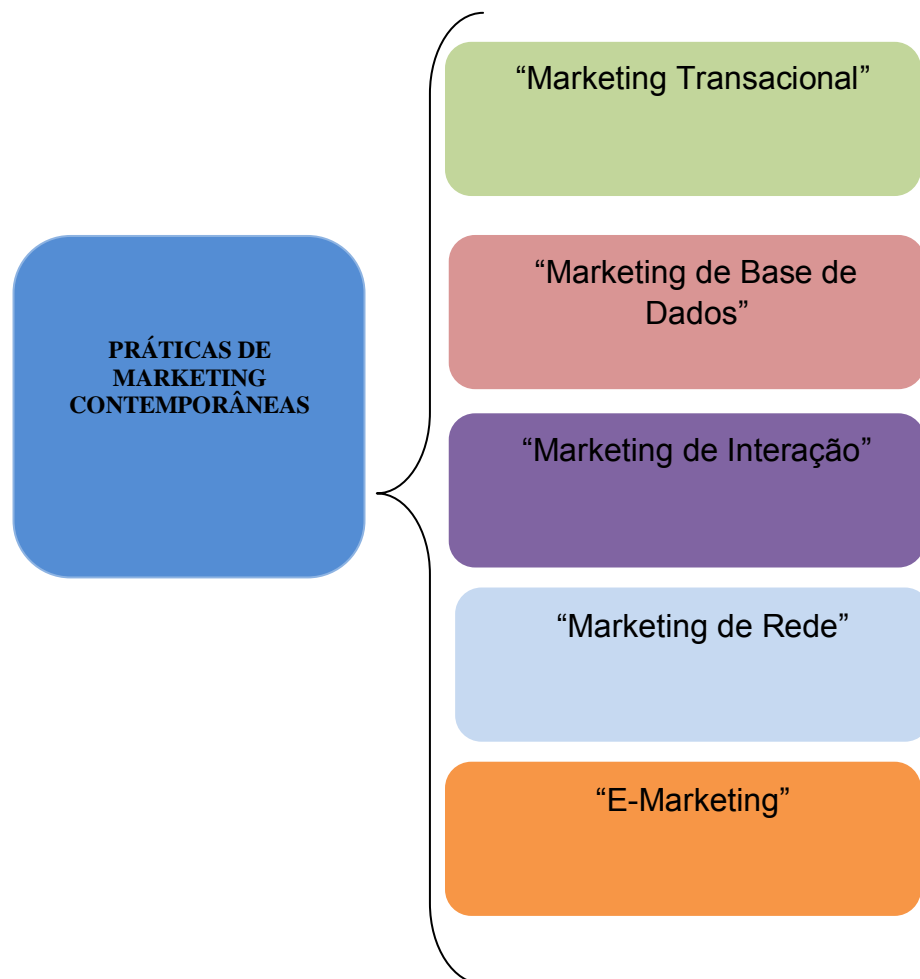 PRÁTICAS DE
MARKETING
CONTEMPORÂNEAS
“Marketing Transacional”
“Marketing de Base de
Dados”
“Marketing de Interação”
“Marketing de Rede”
“E-Marketing”